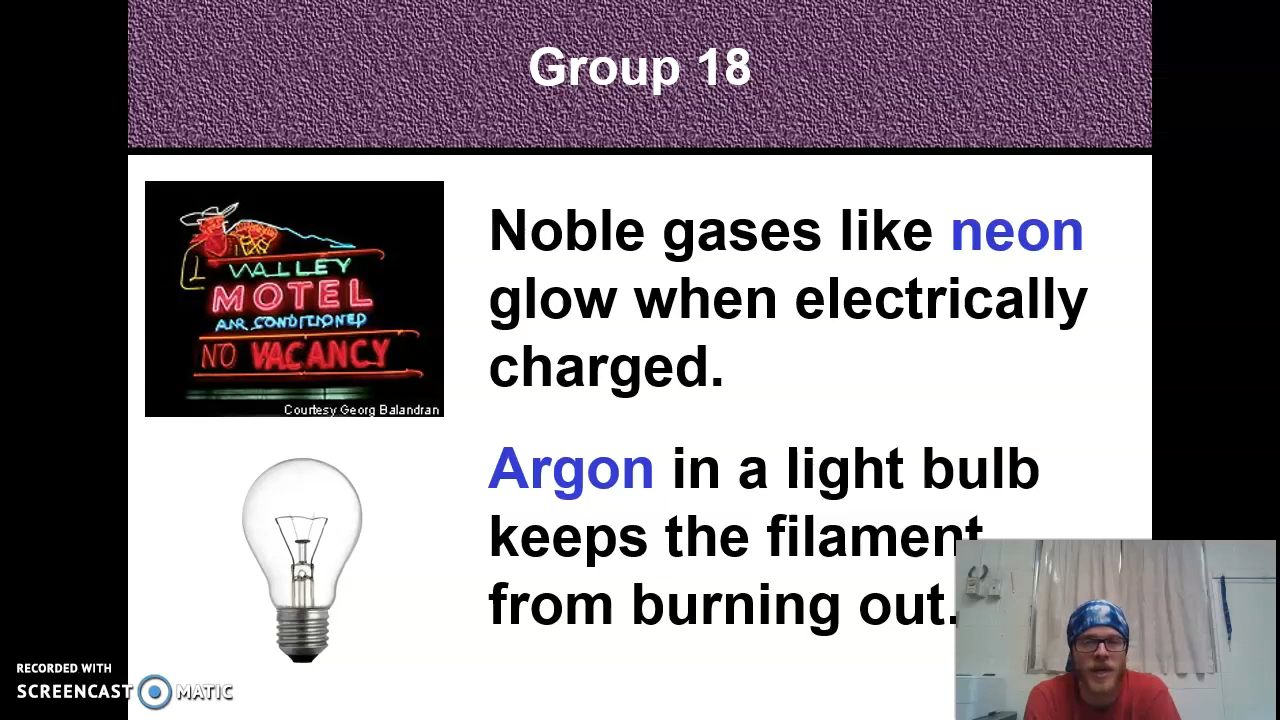 Group 18
VALLEY
MOTEL
AIR CONDITIONED
NO VACANCY
Courtesy Georg Balandran
Noble gases like neon
glow when electrically
charged.
Argon in a light bulb
keeps the filament
from burning out.
RECORDED WITH
SCREENCAST MATIC